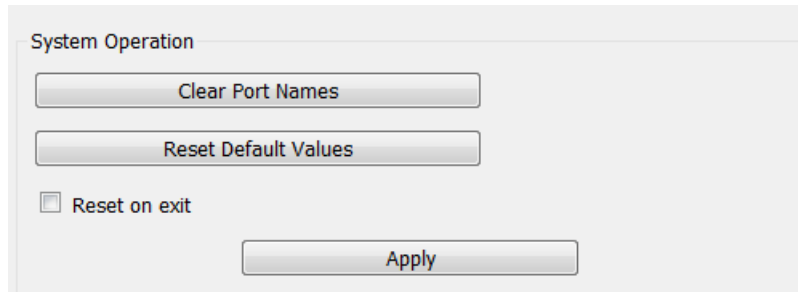 System Operation
Clear Port Names
Reset Default Values
Reset on exit
Apply